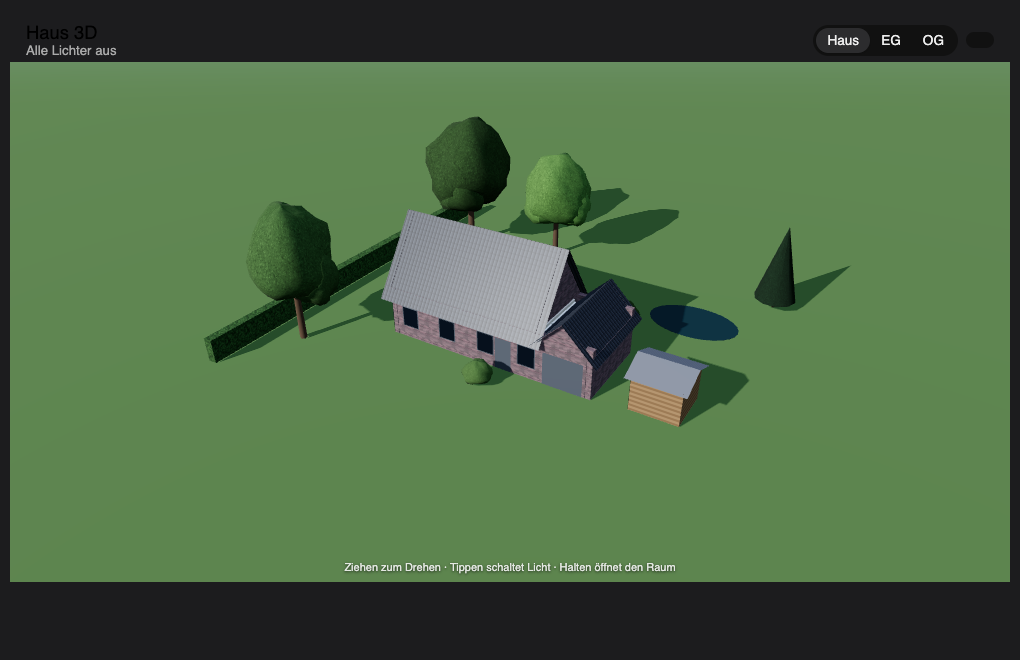 Haus 3D
Alle Lichter aus
Haus EG OG
Ziehen zum Drehen · Tippen schaltet Licht · Halten öffnet den Raum